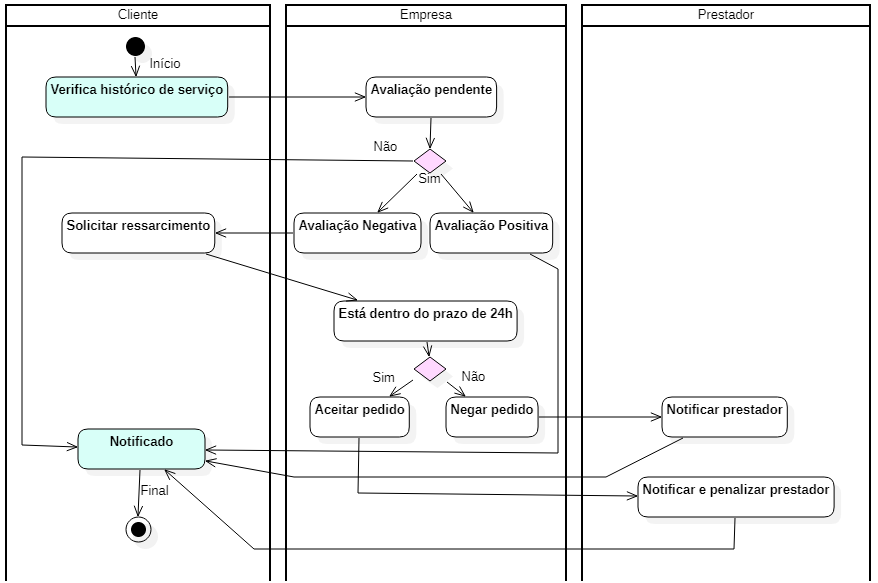 Cliente
Empresa
Prestador
Início
Verifica histórico de serviço
Avaliação pendente
Não
Sim
Solicitar ressarcimento
Avaliação Negativa
Avaliação Positiva
Está dentro do prazo de 24h
Sim
Não
Aceitar pedido
Negar pedido
Notificar prestador
Notificado
Final
Notificar e penalizar prestador